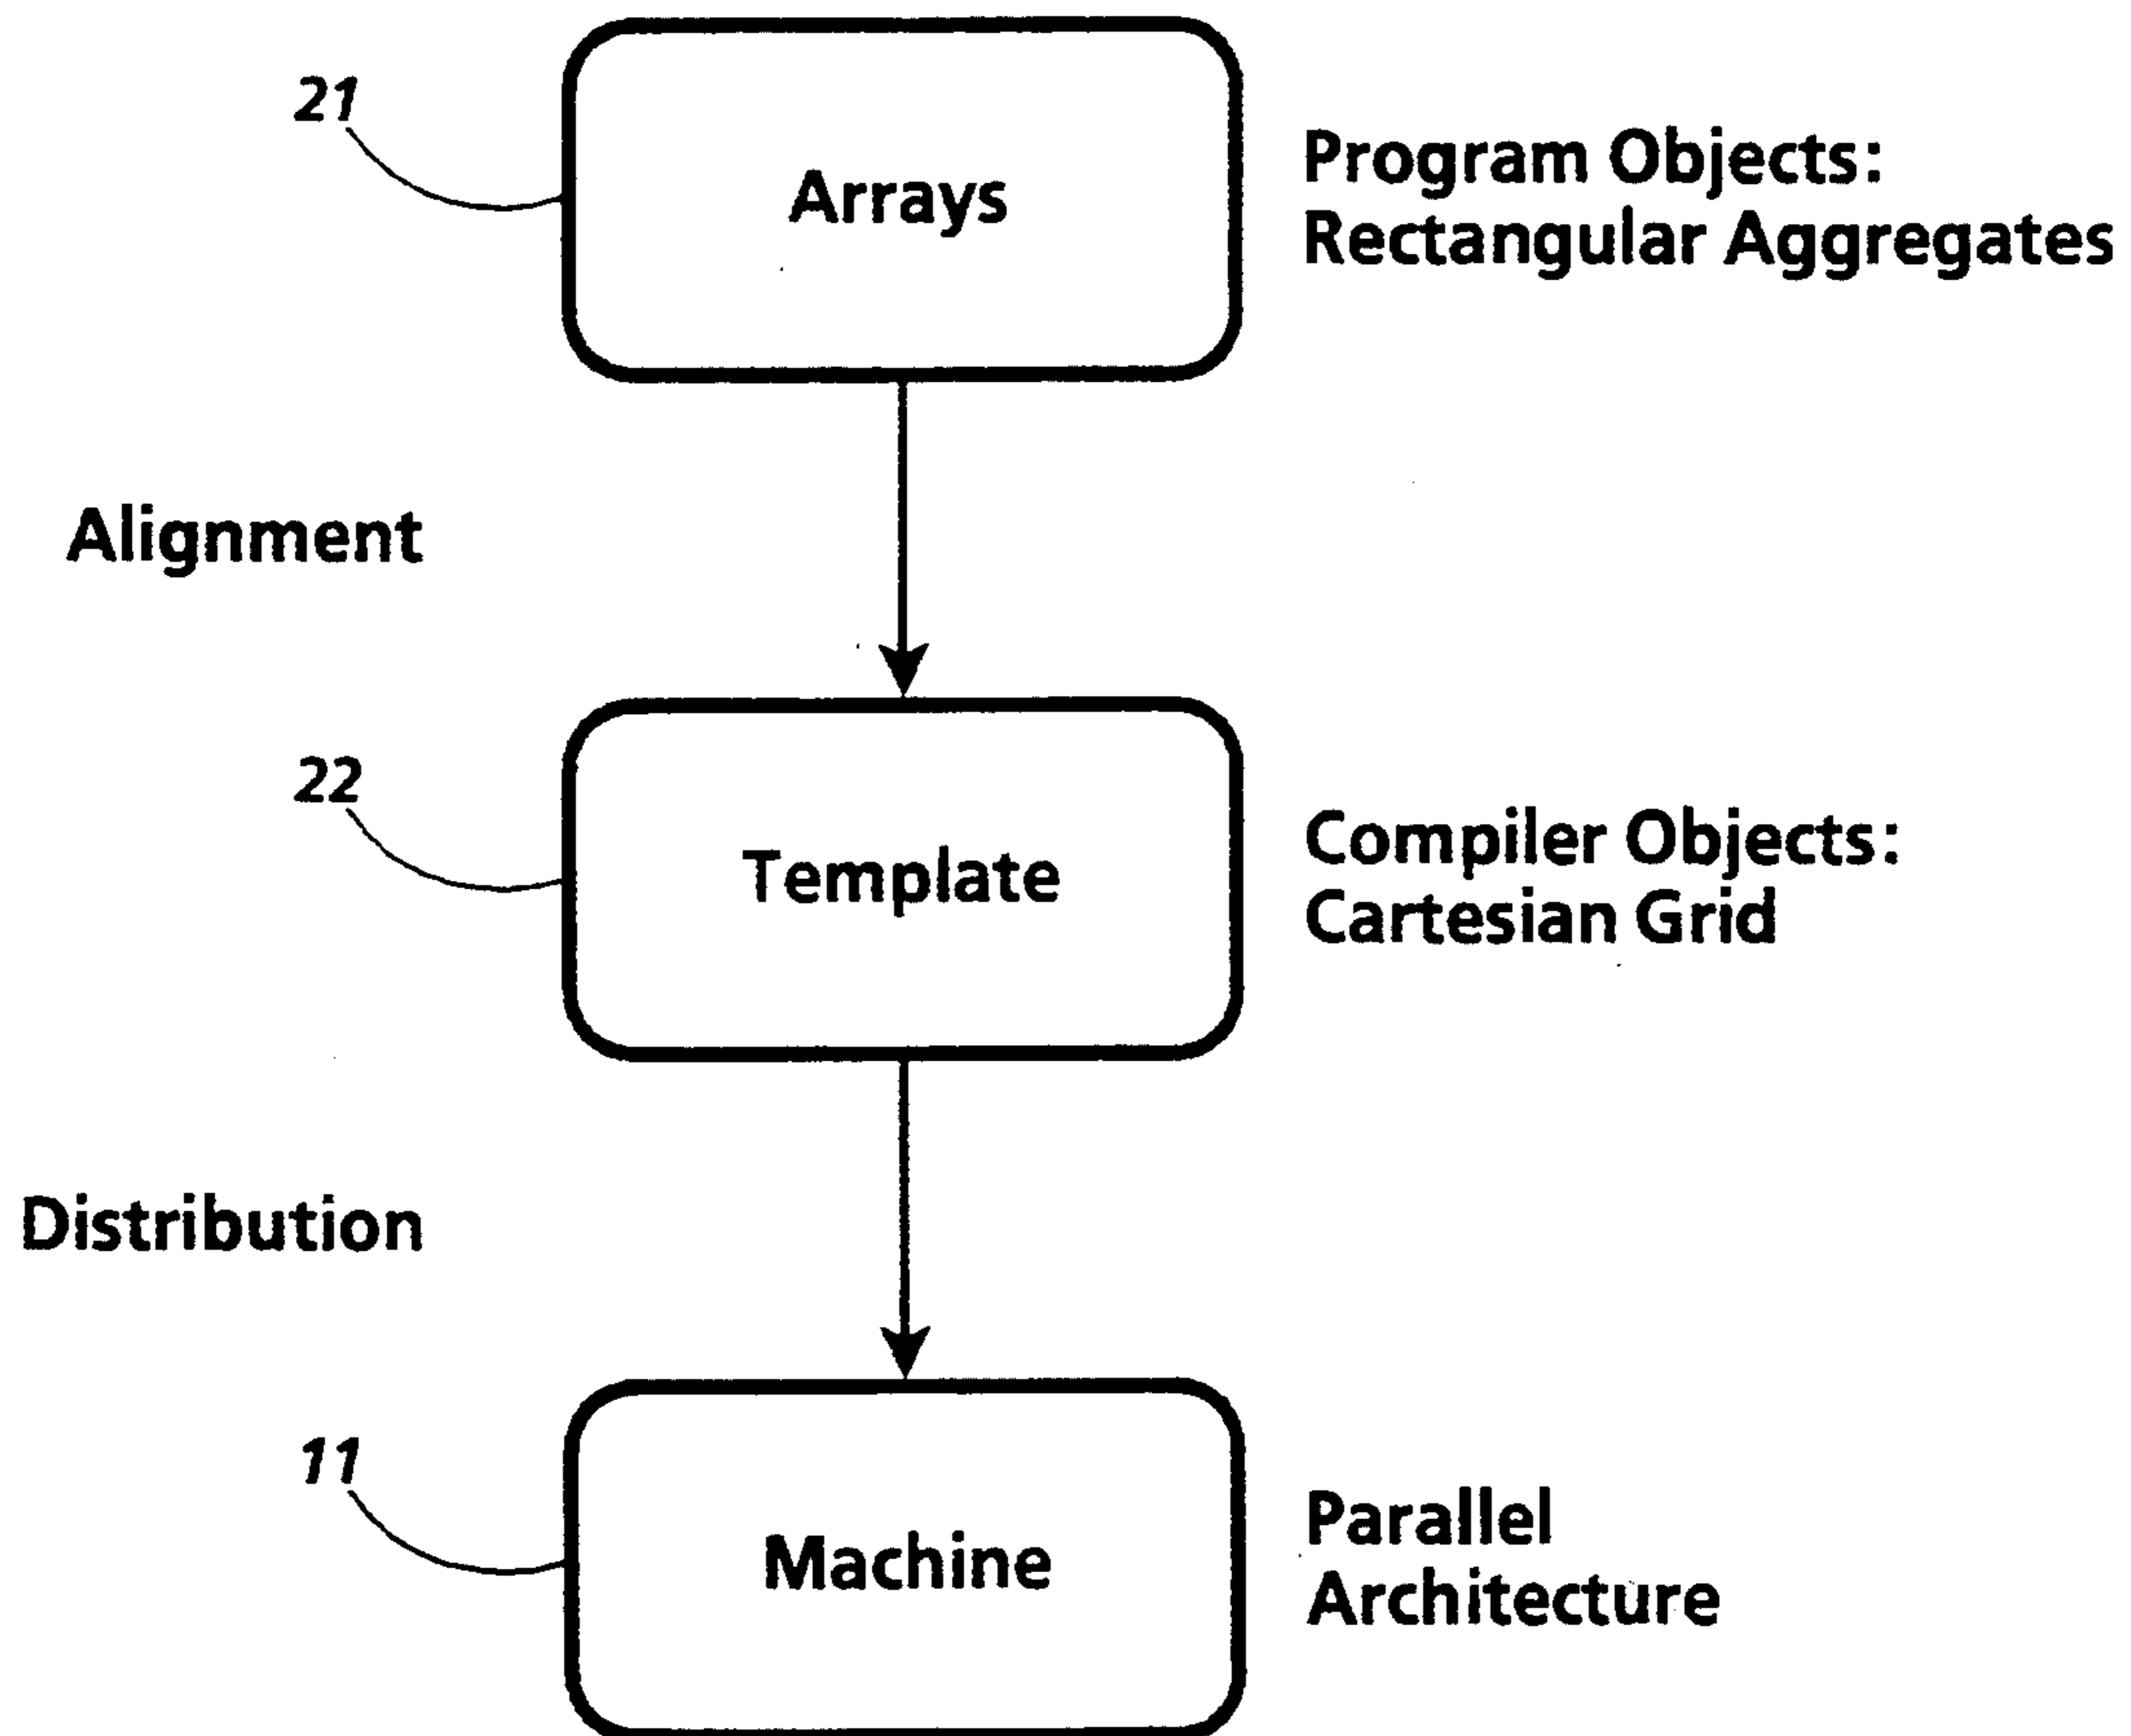 21
Arrays
Program Objects:
Rectangular Aggregates
Alignment
22
Template
Compiler Objects:
Cartesian Grid
Distribution
11
Machine
Parallel
Architecture